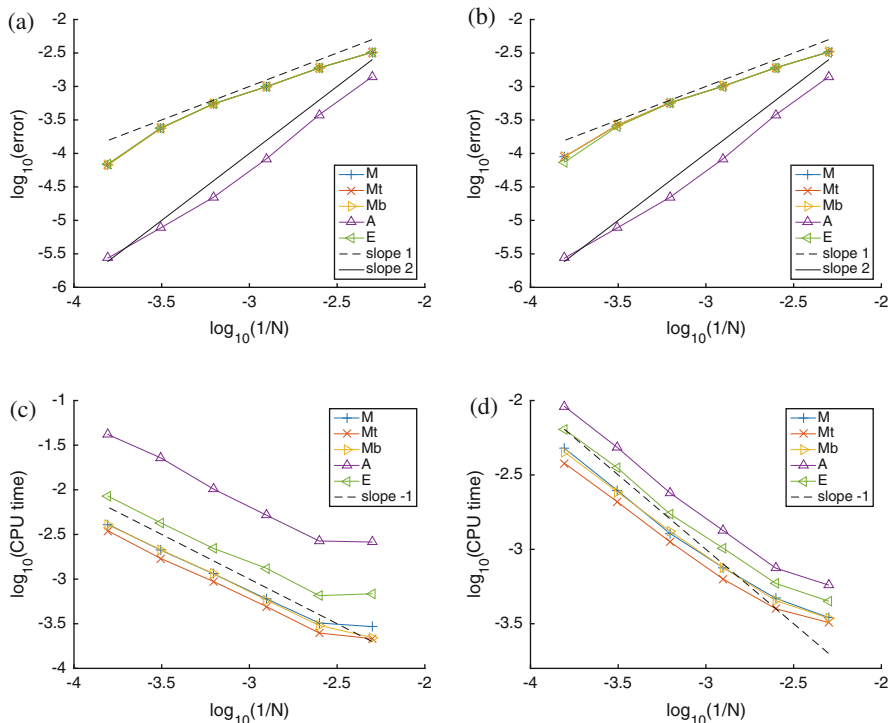 (a)
-2
-2.5
-3
-3.5
-4
-4.5
-5
-5.5
-6
log10(error)
M
Mt
Mb
A
E
slope 1
slope 2
-4
-3.5
-3
-2.5
-2
log10(1/N)
(b)
-2
-2.5
-3
-3.5
-4
-4.5
-5
-5.5
-6
log10(error)
M
Mt
Mb
A
E
slope 1
slope 2
-4
-3.5
-3
-2.5
-2
log10(1/N)
(c)
-1
-1.5
-2
-2.5
-3
-3.5
-4
log10(CPU time)
M
Mt
Mb
A
E
slope -1
-4
-3.5
-3
-2.5
-2
log10(1/N)
(d)
-2
-2.5
-3
-3.5
log10(CPU time)
M
Mt
Mb
A
E
slope -1
-4
-3.5
-3
-2.5
-2
log10(1/N)